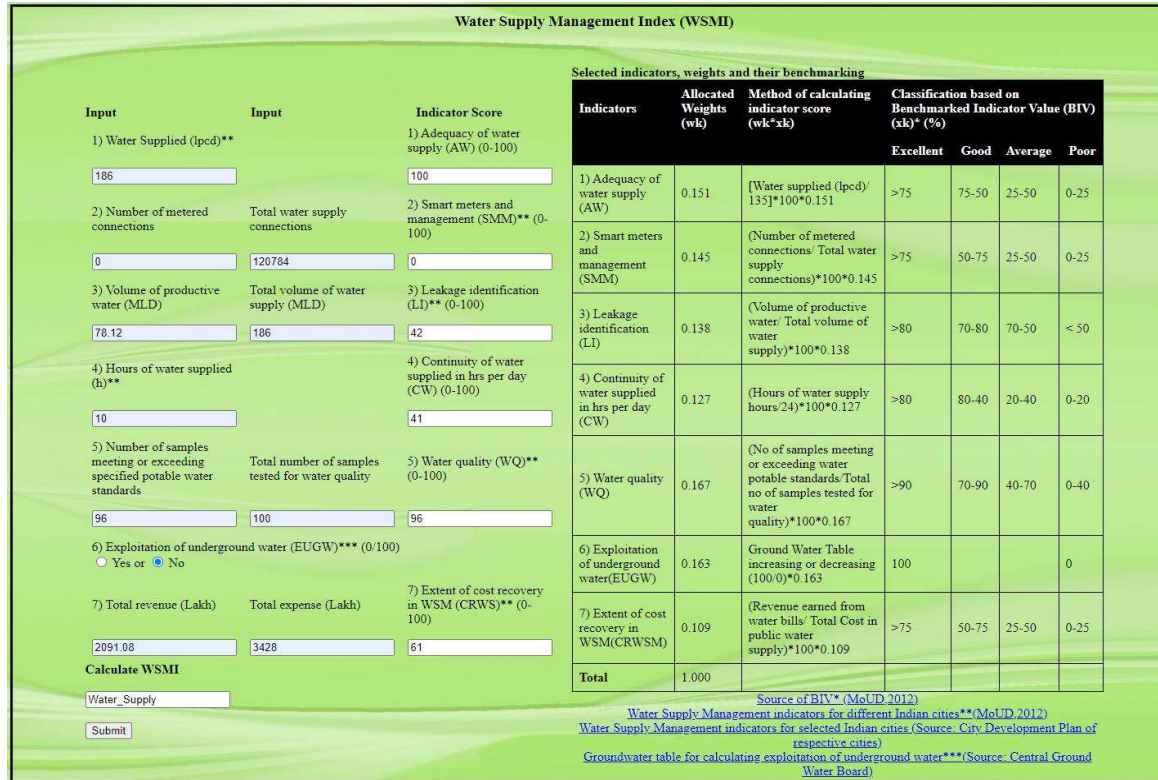 Water Supply Management Index (WSMI)
Input
Input
Indicator Score
1) Water Supplied (lpcd)**
1) Adequacy of water
supply (AW) (0-100)
186
100
2) Number of metered
connections
Total water supply
connections
2) Smart meters and
management (SMM)** (0-
100)
0
120784
0
3) Volume of productive
water (MLD)
Total volume of water
supply (MLD)
3) Leakage identification
(LI)** (0-100)
78.12
186
42
4) Hours of water supplied
(h)**
4) Continuity of water
supplied in hrs per day
(CW) (0-100)
10
41
5) Number of samples
meeting or exceeding
specified potable water
standards
Total number of samples
tested for water quality
5) Water quality (WQ)**
(0-100)
96
100
96
6) Exploitation of underground water (EUGW)*** (0/100)
Yes or No
7) Total revenue (Lakh)
Total expense (Lakh)
7) Extent of cost recovery
in WSM (CRWS)** (0-
100)
2091.08
3428
61
Calculate WSMI
Water_Supply
Submit
Selected indicators, weights and their benchmarking
Indicators
Allocated
Weights
(wk)
Method of calculating
indicator score
(wk*xk)
Classification based on
Benchmarked Indicator Value (BIV)
(xk)* (%)
Excellent Good Average Poor
1) Adequacy of
water supply
(AW)
0.151
[Water supplied (lpcd)/
135]*100*0.151
>75 75-50 25-50 0-25
2) Smart meters
and
management
(SMM)
0.145
(Number of metered
connections/ Total water
supply
connections)*100*0.145
>75 50-75 25-50 0-25
3) Leakage
identification
(LI)
0.138
(Volume of productive
water/ Total volume of
water
supply)*100*0.138
>80 70-80 70-50 < 50
4) Continuity of
water supplied
in hrs per day
(CW)
0.127
(Hours of water supply
hours/24)*100*0.127
>80 80-40 20-40 0-20
5) Water quality
(WQ)
0.167
(No of samples meeting
or exceeding water
potable standards/Total
no of samples tested for
water
quality)*100*0.167
>90 70-90 40-70 0-40
6) Exploitation
of underground
water(EUGW)
0.163
Ground Water Table
increasing or decreasing
(100/0)*0.163
100 0
7) Extent of cost
recovery in
WSM(CRWSM)
0.109
(Revenue earned from
water bills/ Total Cost in
public water
supply)*100*0.109
>75 50-75 25-50 0-25
Total 1.000
Source of BIV* (MoUD,2012)
Water Supply Management indicators for different Indian cities**(MoUD,2012)
Water Supply Management indicators for selected Indian cities (Source: City Development Plan of
respective cities)
Groundwater table for calculating exploitation of underground water***(Source: Central Ground
Water Board)